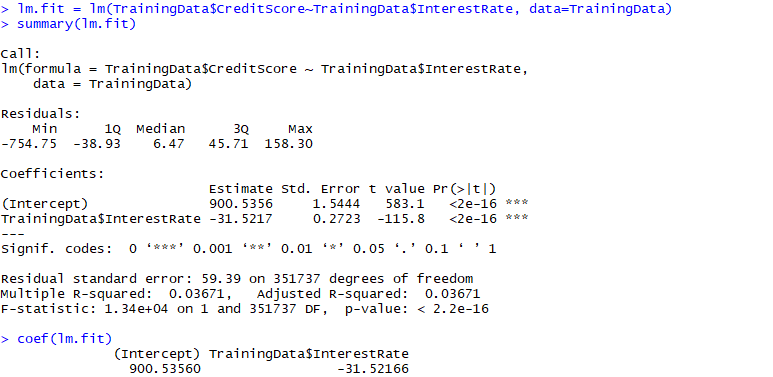 > lm.fit = lm(TrainingData$CreditScore~TrainingData$InterestRate, data=TrainingData)
> summary(lm.fit)
Call:
lm(formula = TrainingData$CreditScore ~ TrainingData$InterestRate,
    data = TrainingData)
Residuals:
    Min      1Q  Median      3Q     Max
-754.75  -38.93    6.47   45.71  158.30
Coefficients:
                          Estimate Std. Error t value Pr(>|t|)
(Intercept)               900.5356     1.5444   583.1   <2e-16 ***
TrainingData$InterestRate -31.5217     0.2723  -115.8   <2e-16 ***
---
Signif. codes:  0 ‘***’ 0.001 ‘**’ 0.01 ‘*’ 0.05 ‘.’ 0.1 ‘ ’ 1
Residual standard error: 59.39 on 351737 degrees of freedom
Multiple R-squared:  0.03671,   Adjusted R-squared:  0.03671
F-statistic: 1.34e+04 on 1 and 351737 DF,  p-value: < 2.2e-16
> coef(lm.fit)
              (Intercept) TrainingData$InterestRate
                900.53560                 -31.52166